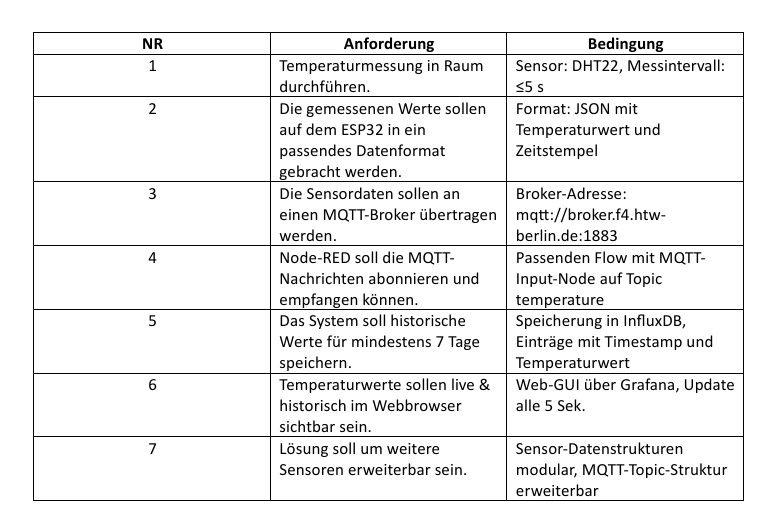 NR Anforderung Bedingung
1 Temperaturmessung in Raum Sensor: DHT22, Messintervall:
durchführen. ≤5 s
2 Die gemessenen Werte sollen Format: JSON mit
auf dem ESP32 in ein Temperaturwert und
passendes Datenformat Zeitstempel
gebracht werden.
3 Die Sensordaten sollen an Broker-Adresse:
einen MQTT-Broker übertragen mqtt://broker.f4.htw-
werden. berlin.de:1883
4 Node-RED soll die MQTT- Passenden Flow mit MQTT-
Nachrichten abonnieren und Input-Node auf Topic
empfangen können. temperature
5 Das System soll historische Speicherung in InfluxDB,
Werte für mindestens 7 Tage Einträge mit Timestamp und
speichern. Temperaturwert
6 Temperaturwerte sollen live & Web-GUI über Grafana, Update
historisch im Webbrowser alle 5 Sek.
sichtbar sein.
7 Lösung soll um weitere Sensor-Datenstrukturen
Sensoren erweiterbar sein. modular, MQTT-Topic-Struktur
erweiterbar